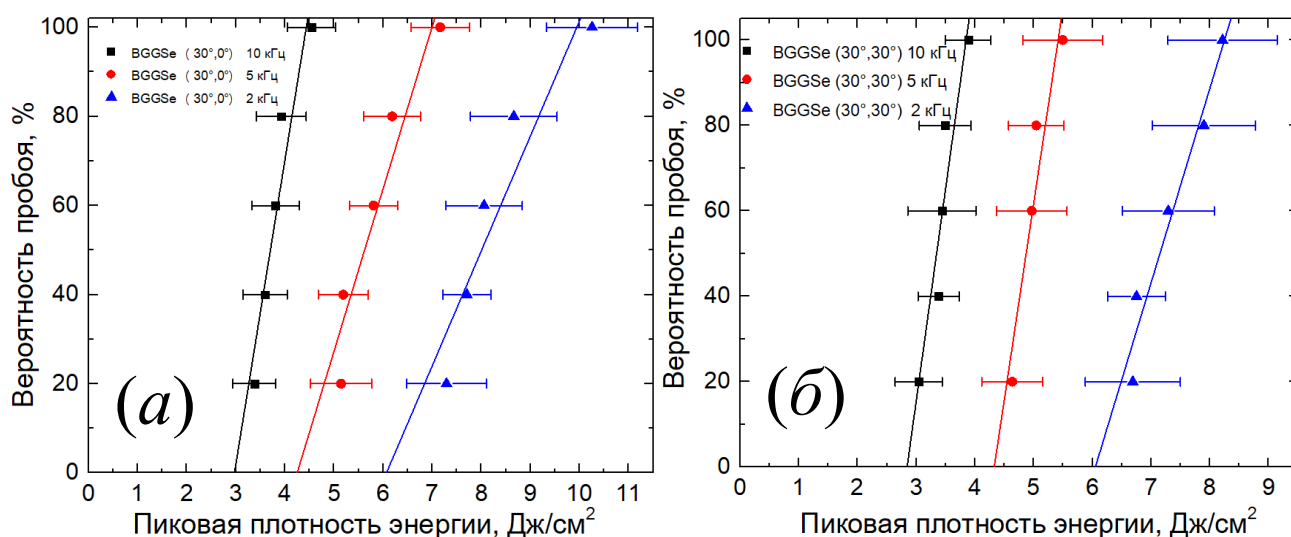 Вероятность пробоя, %
100
80
60
40
20
0
BGGSe ( 30°,0°) 10 кГц
BGGSe ( 30°,0°) 5 кГц
BGGSe ( 30°,0°) 2 кГц
(а)
0 1 2 3 4 5 6 7 8 9 10 11
Пиковая плотность энергии, Дж/см²
Вероятность пробоя, %
100
80
60
40
20
0
BGGSe (30°,30°) 10 кГц
BGGSe (30°,30°) 5 кГц
BGGSe (30°,30°) 2 кГц
(б)
0 1 2 3 4 5 6 7 8 9
Пиковая плотность энергии, Дж/см²